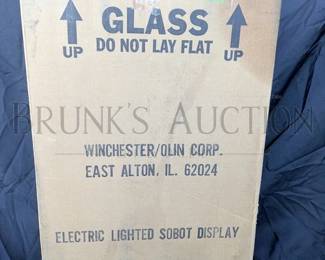 GLASS
DO NOT LAY FLAT
UP UP
BRUNK'S AUCTION
WINCHESTER/OLIN CORP.
EAST ALTON, IL. 62024
ELECTRIC LIGHTED SOBOT DISPLAY